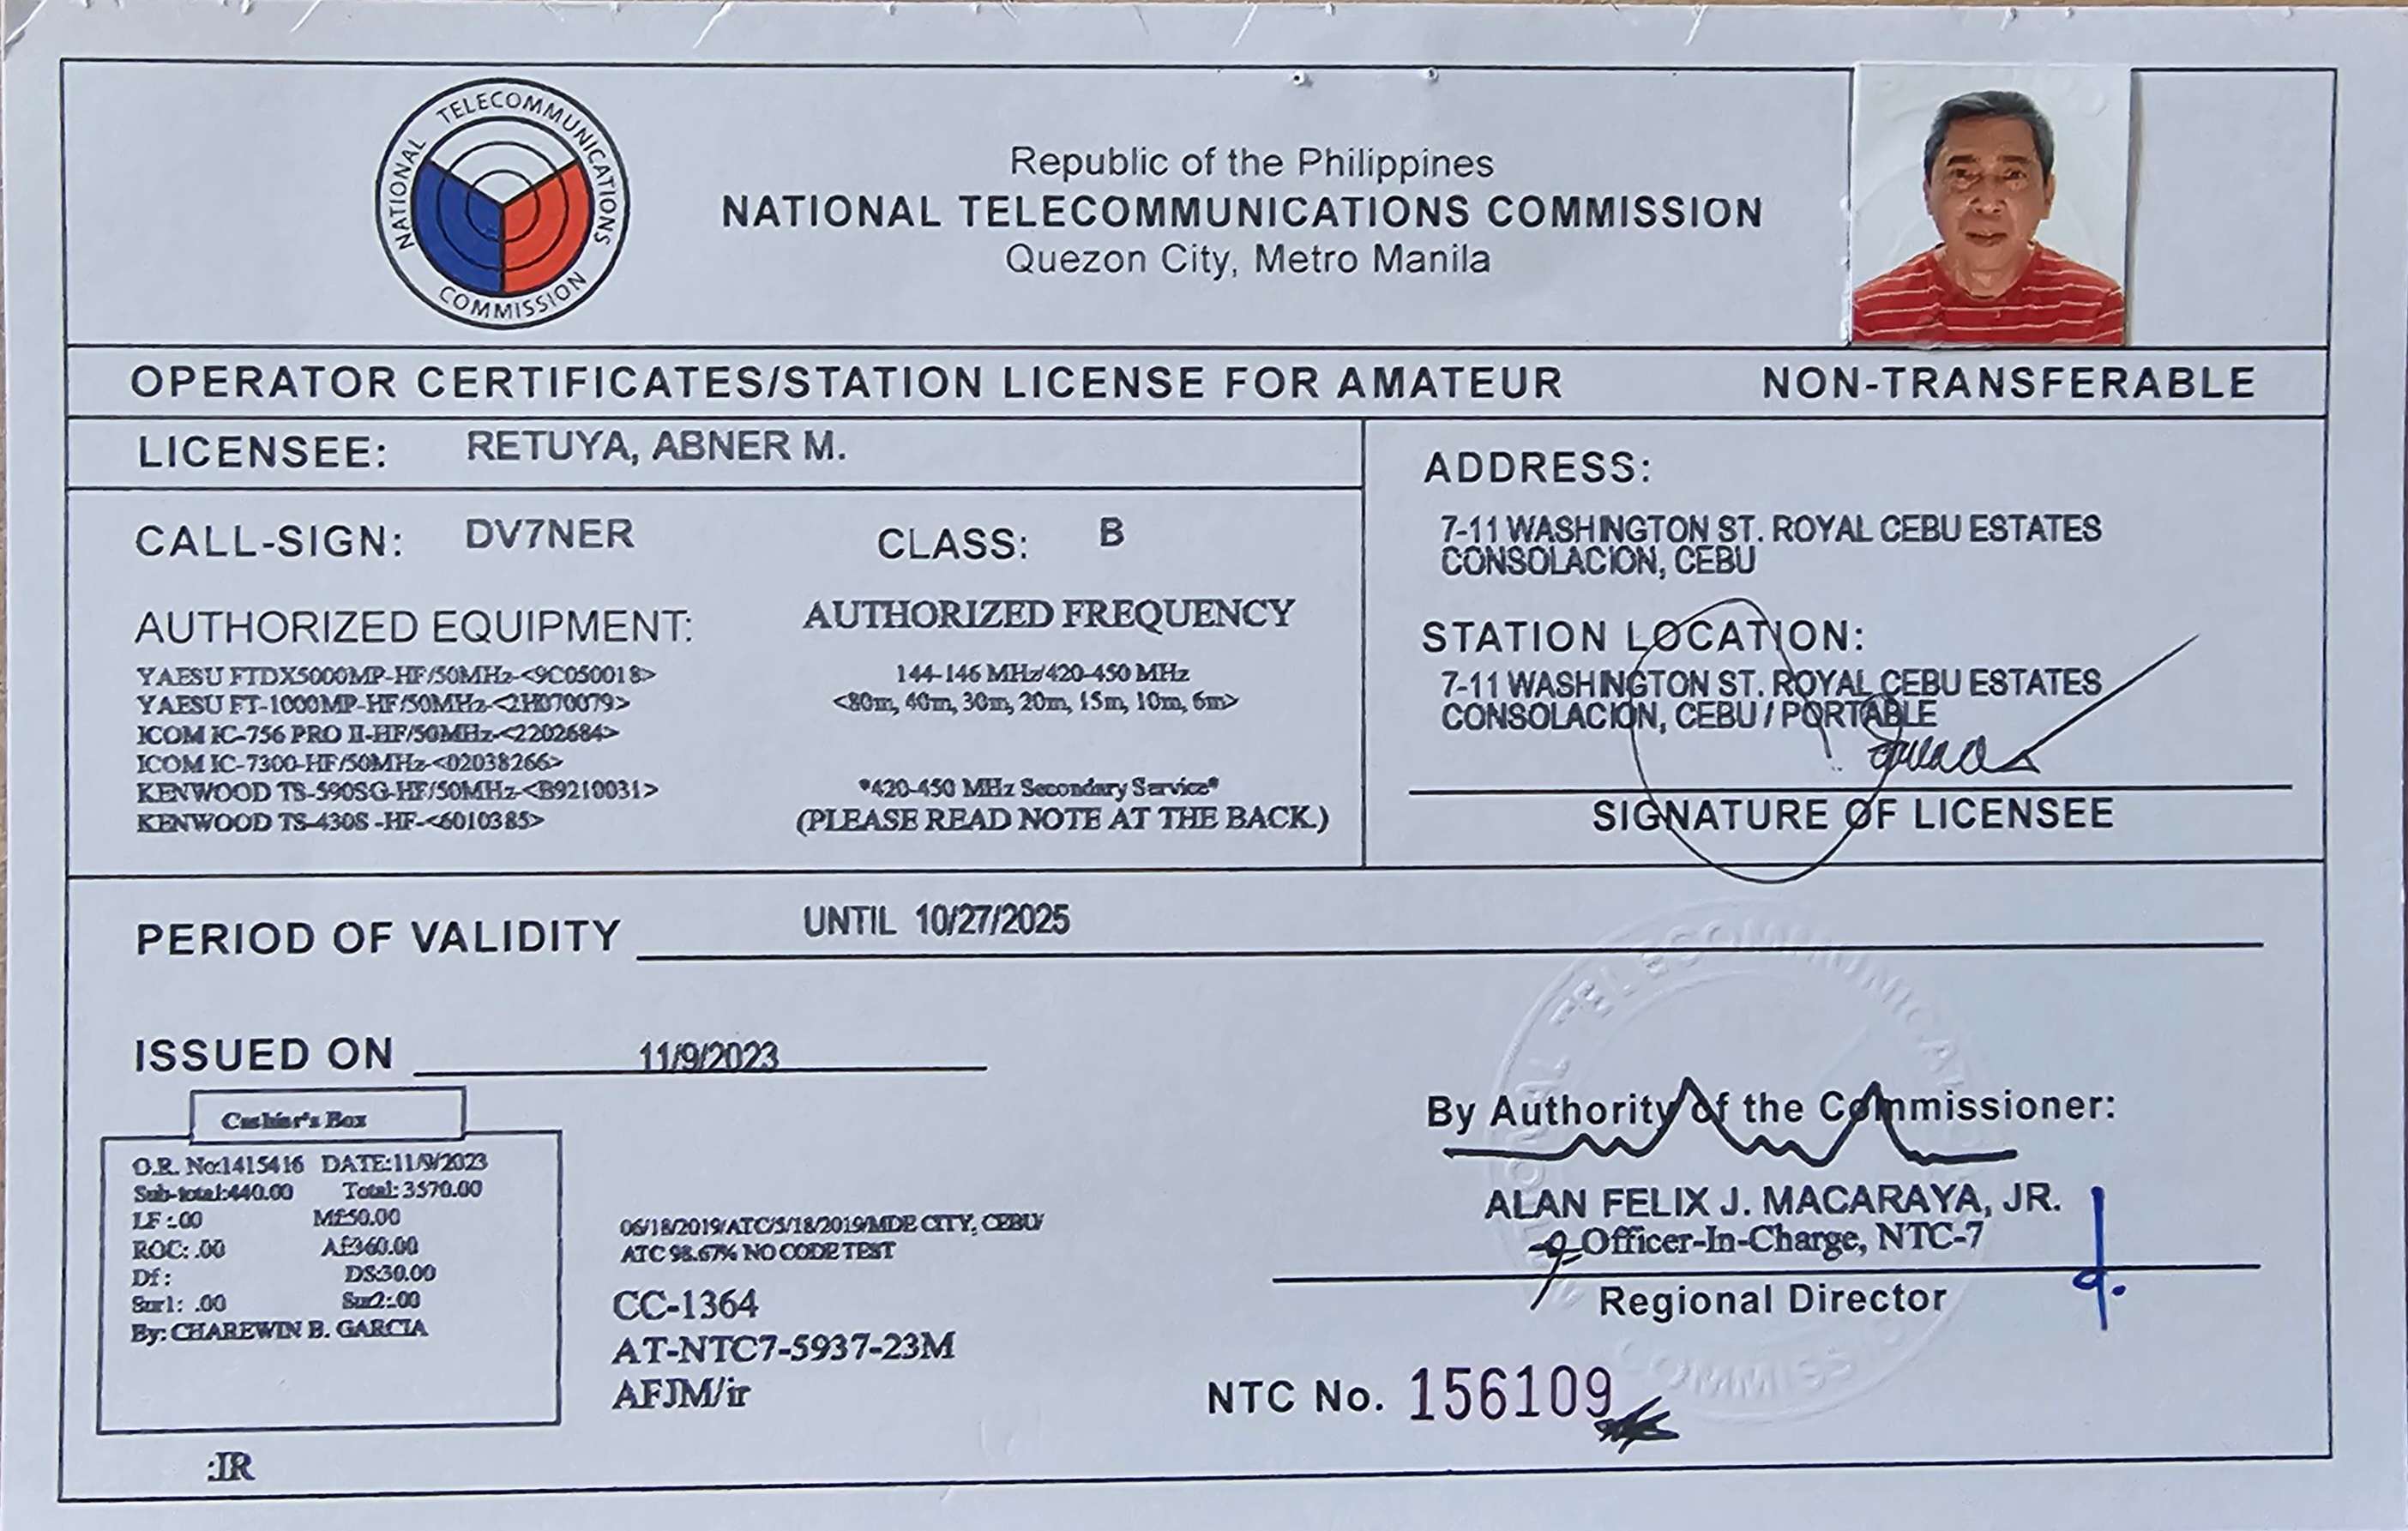 NATIONAL TELECOMMUNICATIONS COMMISSION
Republic of the Philippines
NATIONAL TELECOMMUNICATIONS COMMISSION
Quezon City, Metro Manila
OPERATOR CERTIFICATES/STATION LICENSE FOR AMATEUR NON-TRANSFERABLE
LICENSEE: RETUYA, ABNER M.
CALL-SIGN: DV7NER CLASS: B
AUTHORIZED EQUIPMENT:
YAESU FTDX5000MP-HF/50MHz-<9C050018>
YAESU FT-1000MP-HF/50MHz-<2H070079>
ICOM IC-756 PRO II-HF/50MHz-<2202684>
ICOM IC-7300-HF/50MHz-<02038266>
KENWOOD TS-590SG-HF/50MHz-<B9210031>
KENWOOD TS-430S -HF-<6010385>
AUTHORIZED FREQUENCY
144-146 MHz/420-450 MHz
<80m, 40m, 30m, 20m, 15m, 10m, 6m>
*420-450 MHz Secondary Service*
(PLEASE READ NOTE AT THE BACK.)
ADDRESS:
7-11 WASHINGTON ST. ROYAL CEBU ESTATES
CONSOLACION, CEBU
STATION LOCATION:
7-11 WASHINGTON ST. ROYAL CEBU ESTATES
CONSOLACION, CEBU / PORTABLE
SIGNATURE OF LICENSEE
PERIOD OF VALIDITY UNTIL 10/27/2025
ISSUED ON 11/9/2023
Cashier's Box
O.R. No:1415416 DATE:11/9/2023
Sub-total:440.00 Total: 3570.00
LF :.00 Mf:50.00
ROC: .00 Af:360.00
Df : DS:30.00
Sur1: .00 Sur2:.00
By: CHAREWIN B. GARCIA
:JR
06/18/2019/ATC/5/18/2019/MDE CITY, CEBU
ATC 98.67% NO CODE TEST
CC-1364
AT-NTC7-5937-23M
AFJM/ir
By Authority of the Commissioner:
ALAN FELIX J. MACARAYA, JR.
Officer-In-Charge, NTC-7
Regional Director
NTC No. 156109